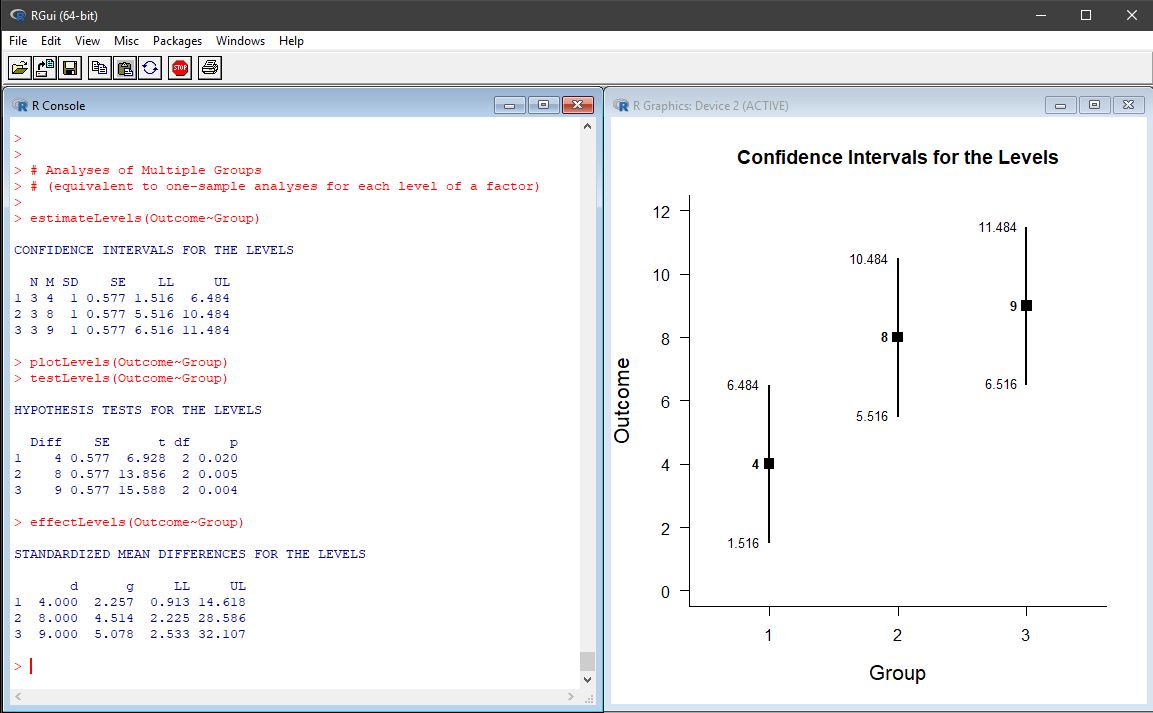 RGui (64-bit)
File Edit View Misc Packages Windows Help
STOP
R Console
>
>
> # Analyses of Multiple Groups
> # (equivalent to one-sample analyses for each level of a factor)
>
> estimateLevels(Outcome~Group)
CONFIDENCE INTERVALS FOR THE LEVELS
  N M SD    SE    LL     UL
1 3 4  1 0.577 1.516  6.484
2 3 8  1 0.577 5.516 10.484
3 3 9  1 0.577 6.516 11.484
> plotLevels(Outcome~Group)
> testLevels(Outcome~Group)
HYPOTHESIS TESTS FOR THE LEVELS
  Diff    SE      t df     p
1    4 0.577  6.928  2 0.020
2    8 0.577 13.856  2 0.005
3    9 0.577 15.588  2 0.004
> effectLevels(Outcome~Group)
STANDARDIZED MEAN DIFFERENCES FOR THE LEVELS
       d      g    LL     UL
1  4.000  2.257  0.913 14.618
2  8.000  4.514  2.225 28.586
3  9.000  5.078  2.533 32.107
>
R Graphics: Device 2 (ACTIVE)
Confidence Intervals for the Levels
Outcome
12
10
8
6
4
2
0
6.484
4
1.516
10.484
8
5.516
11.484
9
6.516
1 2 3
Group